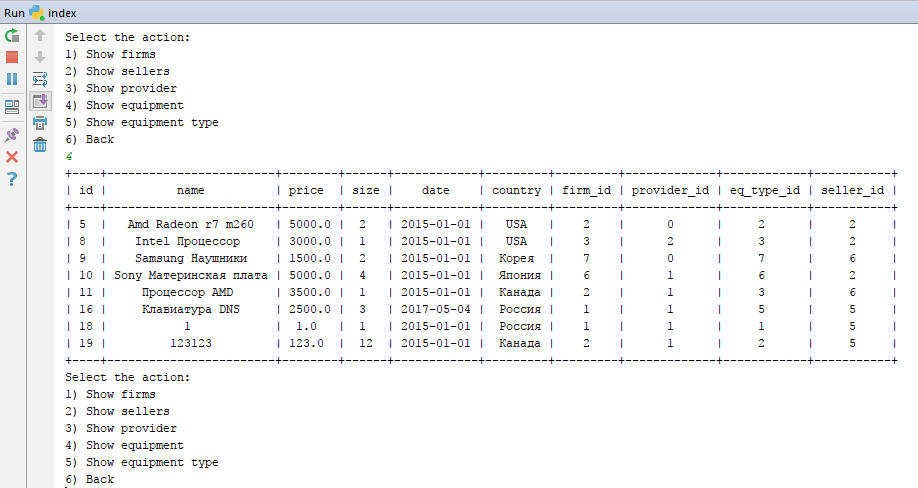 Run index
Select the action:
1) Show firms
2) Show sellers
3) Show provider
4) Show equipment
5) Show equipment type
6) Back
4
+----+-----------------------+--------+------+------------+---------+---------+-------------+------------+-----------+
| id | name | price | size | date | country | firm_id | provider_id | eq_type_id | seller_id |
+----+-----------------------+--------+------+------------+---------+---------+-------------+------------+-----------+
| 5 | Amd Radeon r7 m260 | 5000.0 | 2 | 2015-01-01 | USA | 2 | 0 | 2 | 2 |
| 8 | Intel Процессор | 3000.0 | 1 | 2015-01-01 | USA | 3 | 2 | 3 | 2 |
| 9 | Samsung Наушники | 1500.0 | 2 | 2015-01-01 | Корея | 7 | 0 | 7 | 6 |
| 10 | Sony Материнская плата | 5000.0 | 4 | 2015-01-01 | Япония | 6 | 1 | 6 | 2 |
| 11 | Процессор AMD | 3500.0 | 1 | 2015-01-01 | Канада | 2 | 1 | 3 | 6 |
| 16 | Клавиатура DNS | 2500.0 | 3 | 2017-05-04 | Россия | 1 | 1 | 5 | 5 |
| 18 | 1 | 1.0 | 1 | 2015-01-01 | Россия | 1 | 1 | 1 | 5 |
| 19 | 123123 | 123.0 | 12 | 2015-01-01 | Канада | 2 | 1 | 2 | 5 |
+----+-----------------------+--------+------+------------+---------+---------+-------------+------------+-----------+
Select the action:
1) Show firms
2) Show sellers
3) Show provider
4) Show equipment
5) Show equipment type
6) Back